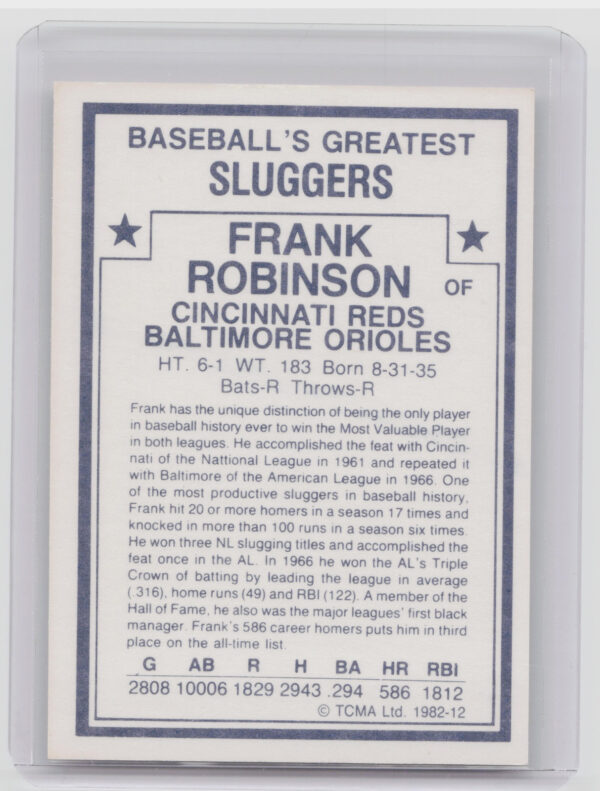 BASEBALL'S GREATEST
SLUGGERS
FRANK
ROBINSON OF
CINCINNATI REDS
BALTIMORE ORIOLES
HT. 6-1 WT. 183 Born 8-31-35
Bats-R Throws-R
Frank has the unique distinction of being the only player
in baseball history ever to win the Most Valuable Player
in both leagues. He accomplished the feat with Cincin-
nati of the Nattional League in 1961 and repeated it
with Baltimore of the American League in 1966. One
of the most productive sluggers in baseball history,
Frank hit 20 or more homers in a season 17 times and
knocked in more than 100 runs in a season six times.
He won three NL slugging titles and accomplished the
feat once in the AL. In 1966 he won the AL's Triple
Crown of batting by leading the league in average
(.316), home runs (49) and RBI (122). A member of the
Hall of Fame, he also was the major leagues' first black
manager. Frank's 586 career homers puts him in third
place on the all-time list.
G AB R H BA HR RBI
2808 10006 1829 2943 .294 586 1812
© TCMA Ltd. 1982-12